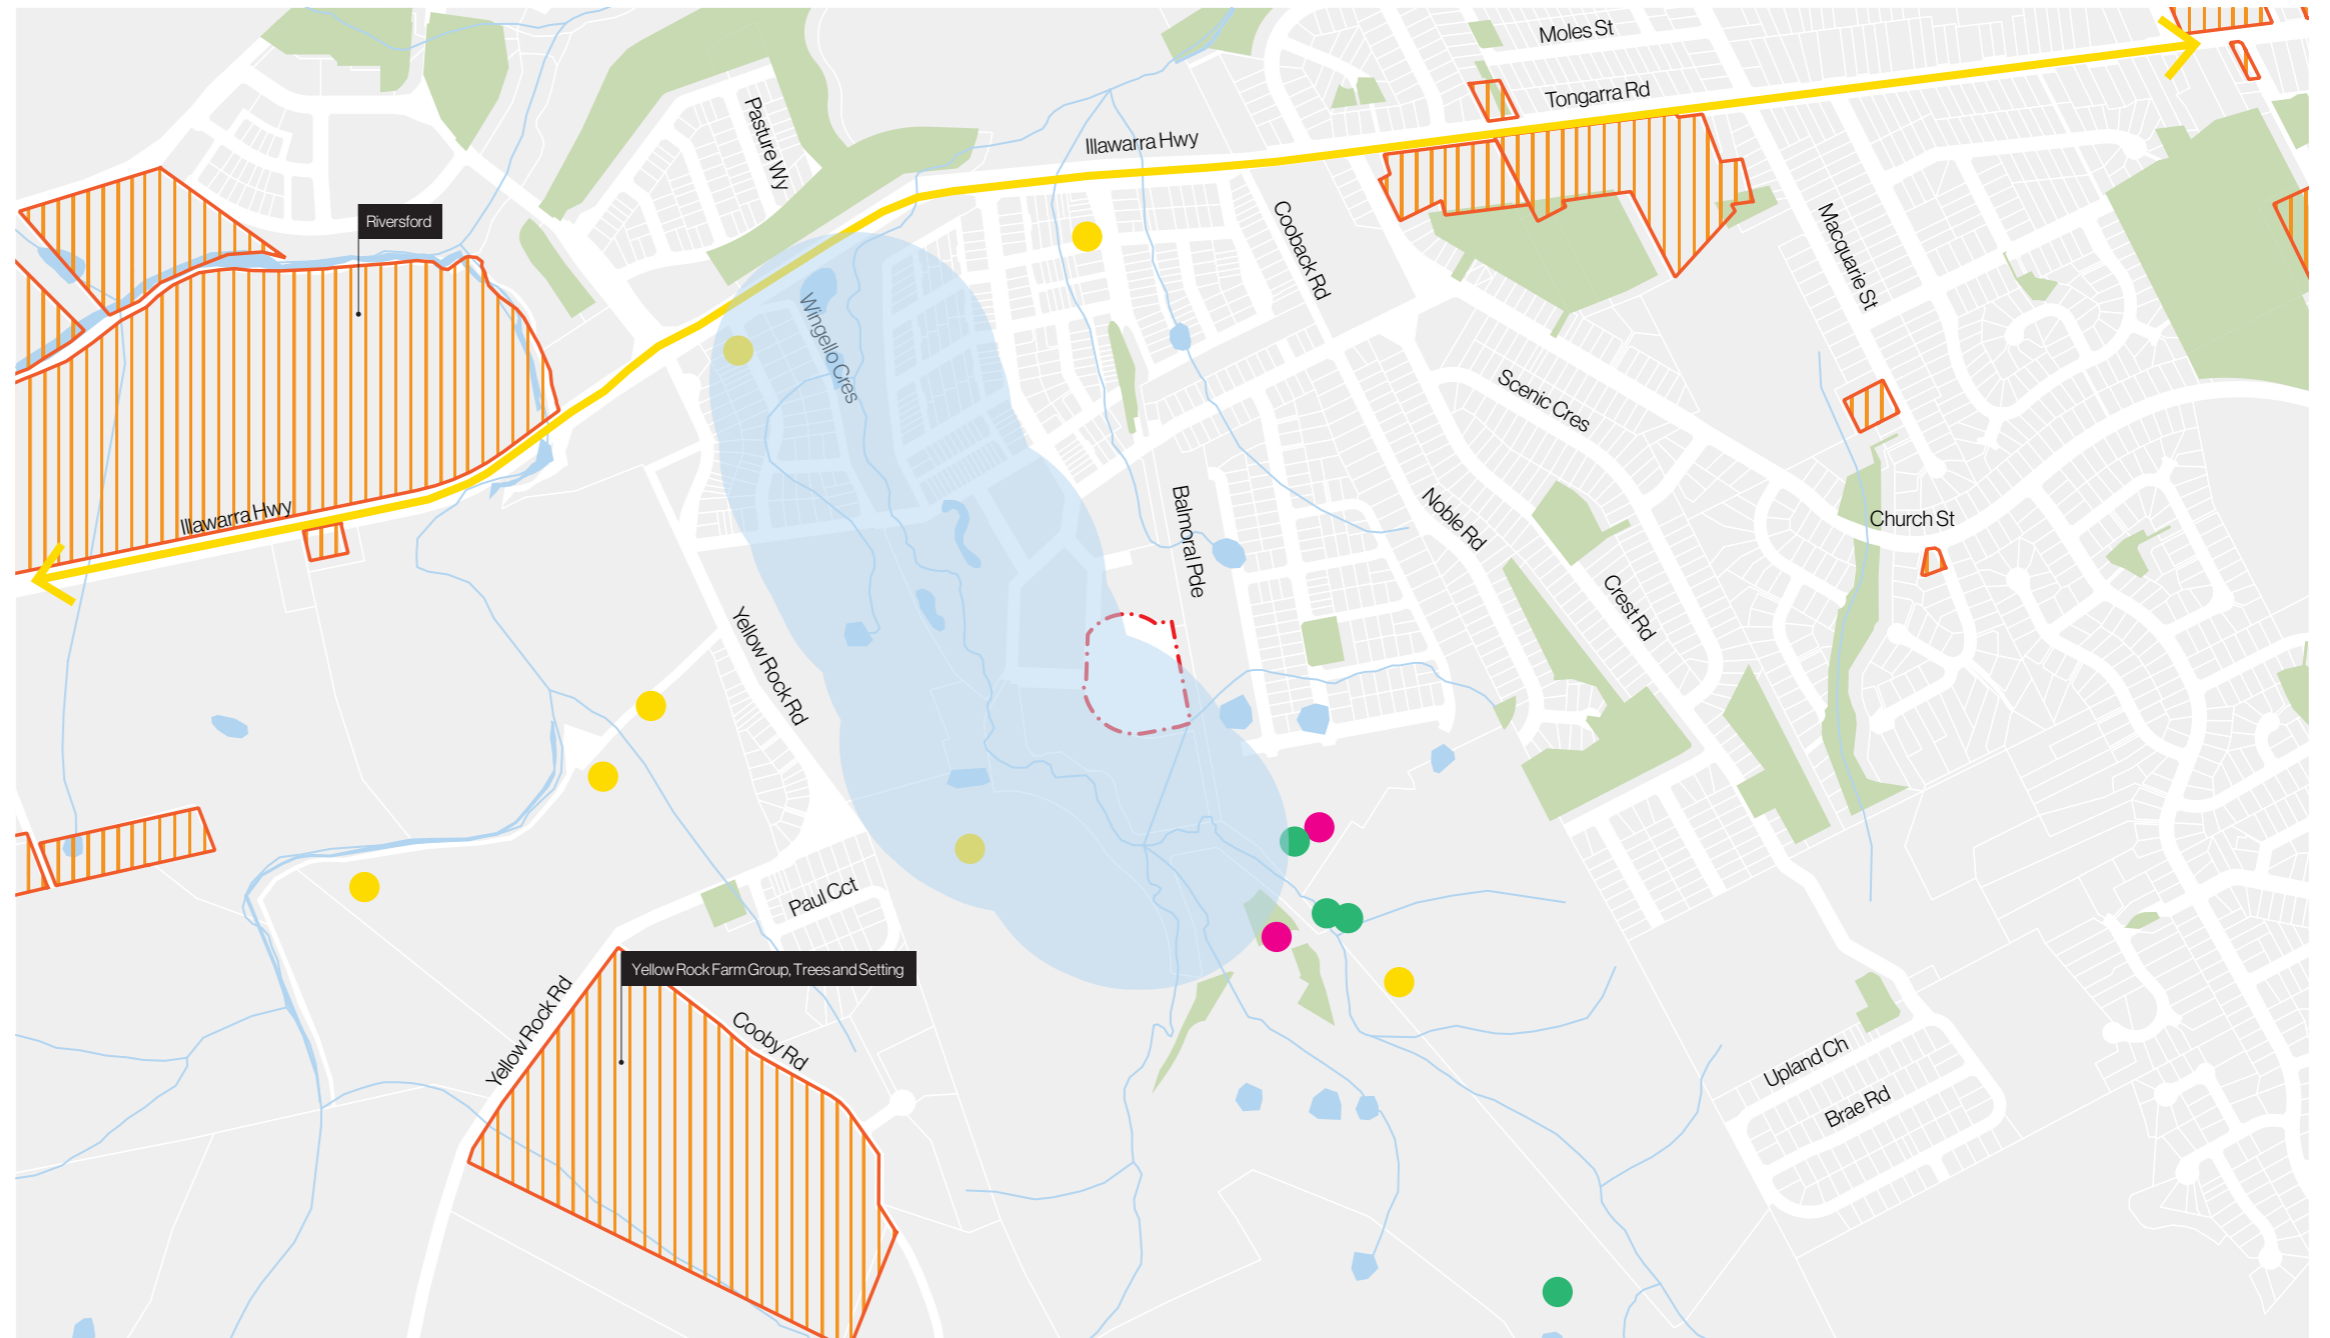 Moles St
Tongarra Rd
Pasture Wy
Illawarra Hwy
Riversford
Cooback Rd
Macquarie St
Wingello Cres
Scenic Cres
Illawarra Hwy
Balmoral Pde
Noble Rd
Church St
Crest Rd
Yellow Rock Rd
Paul Cct
Yellow Rock Farm Group, Trees and Setting
Yellow Rock Rd
Cooby Rd
Upland Ch
Brae Rd